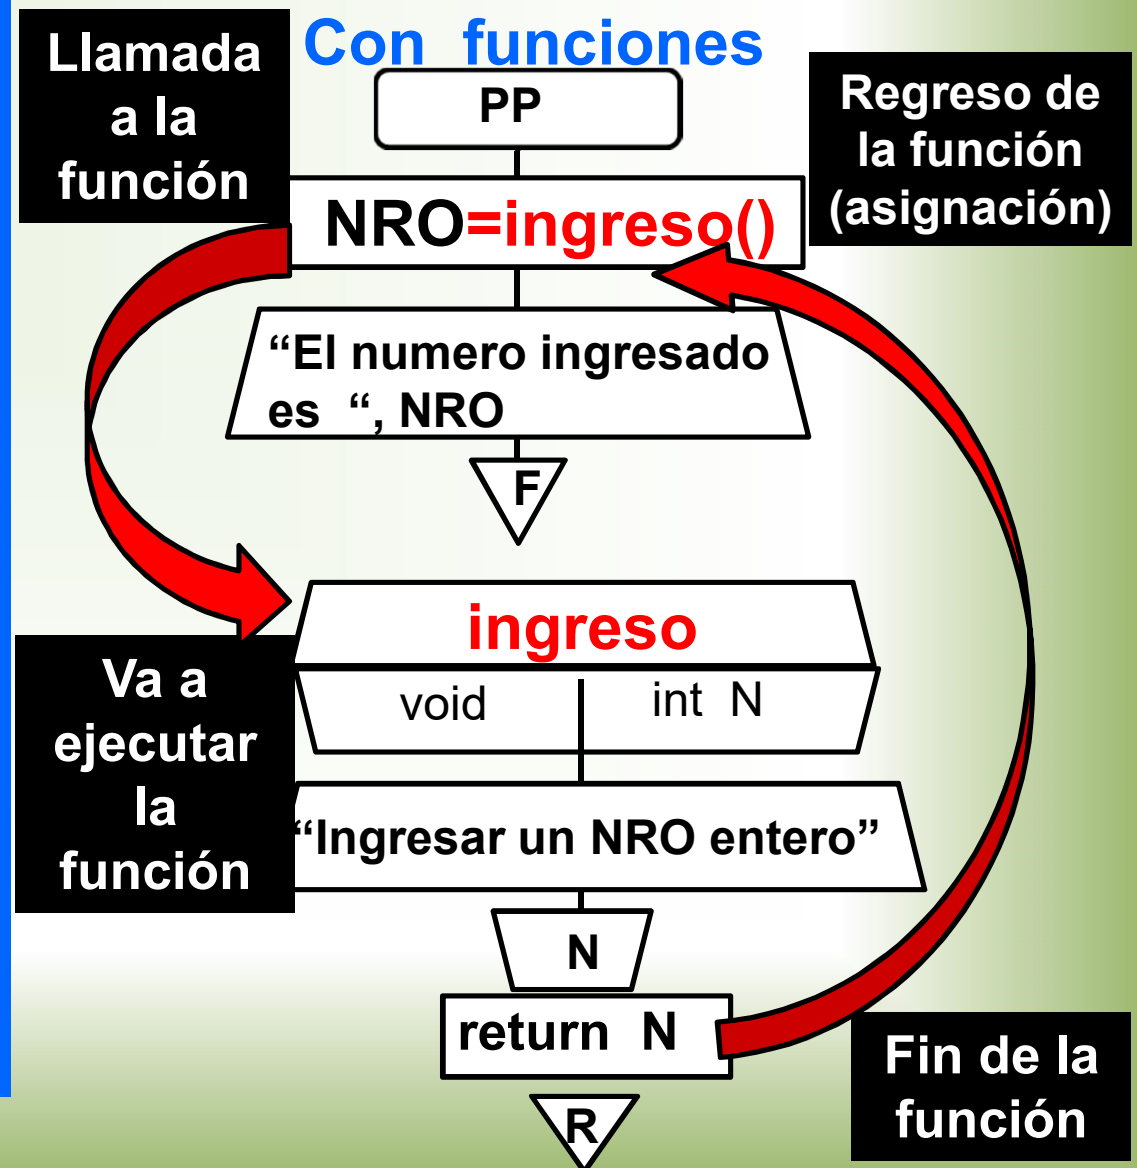 Con funciones
Llamada
a la
función
PP
Regreso de
la función
(asignación)
NRO=ingreso()
“El numero ingresado
es “, NRO
F
ingreso
void
int N
Va a
ejecutar
la
función
“Ingresar un NRO entero”
N
return N
Fin de la
función
R